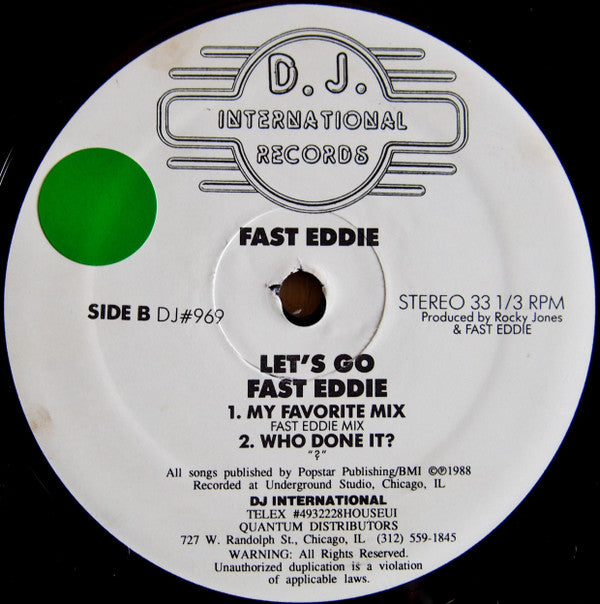 D.J.
INTERNATIONAL
RECORDS
FAST EDDIE
SIDE B DJ#969
STEREO 33 1/3 RPM
Produced by Rocky Jones
& FAST EDDIE
LET'S GO
FAST EDDIE
1. MY FAVORITE MIX
FAST EDDIE MIX
2. WHO DONE IT?
"?"
All songs published by Popstar Publishing/BMI ©℗1988
Recorded at Underground Studio, Chicago, IL
DJ INTERNATIONAL
TELEX #4932228HOUSEUI
QUANTUM DISTRIBUTORS
727 W. Randolph St., Chicago, IL (312) 559-1845
WARNING: All Rights Reserved.
Unauthorized duplication is a violation
of applicable laws.